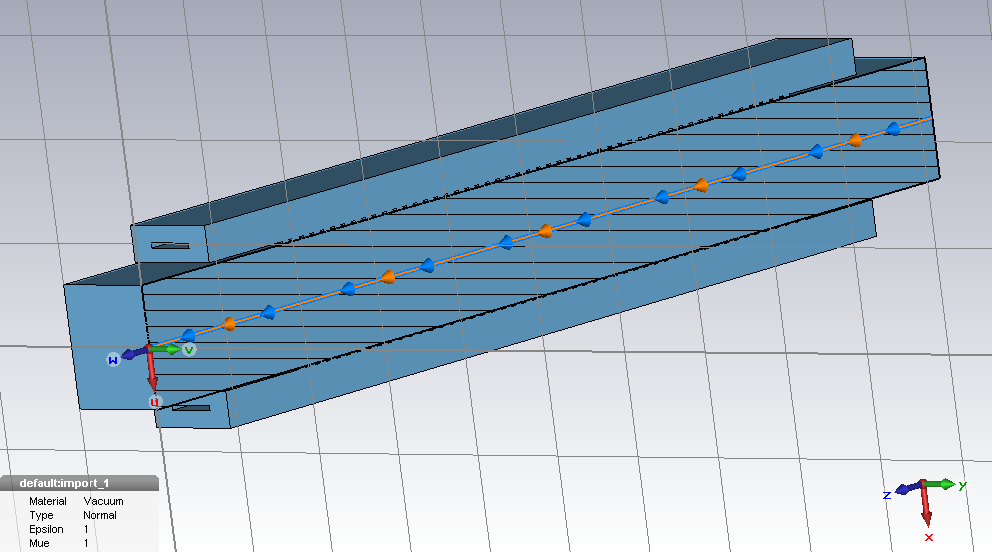 w
v
u
default:import_1
Material Vacuum
Type Normal
Epsilon 1
Mue 1
z
y
x